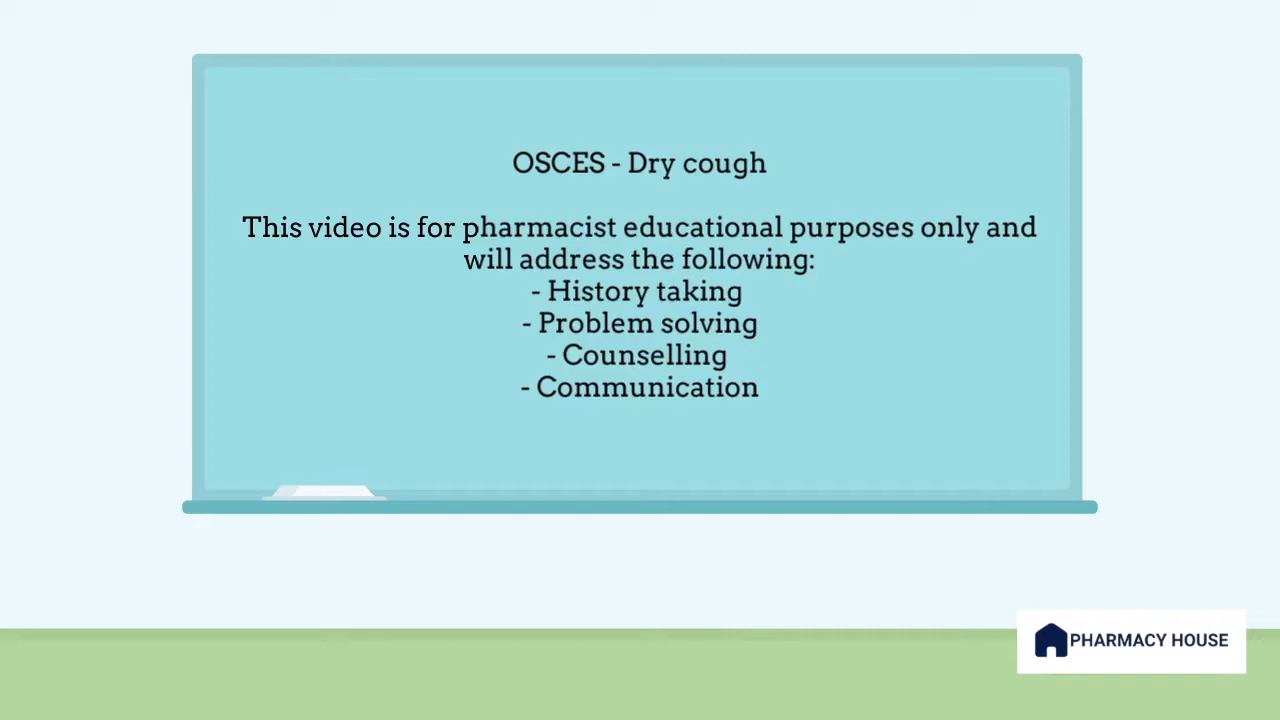 OSCES - Dry cough
This video is for pharmacist educational purposes only and
will address the following:
- History taking
- Problem solving
- Counselling
- Communication
PHARMACY HOUSE